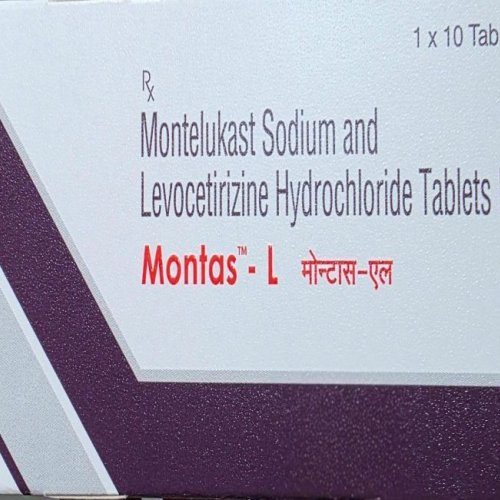 1 x 10 Tab
Rx
Montelukast Sodium and
Levocetirizine Hydrochloride Tablets
Montas™- L मोन्टास-एल